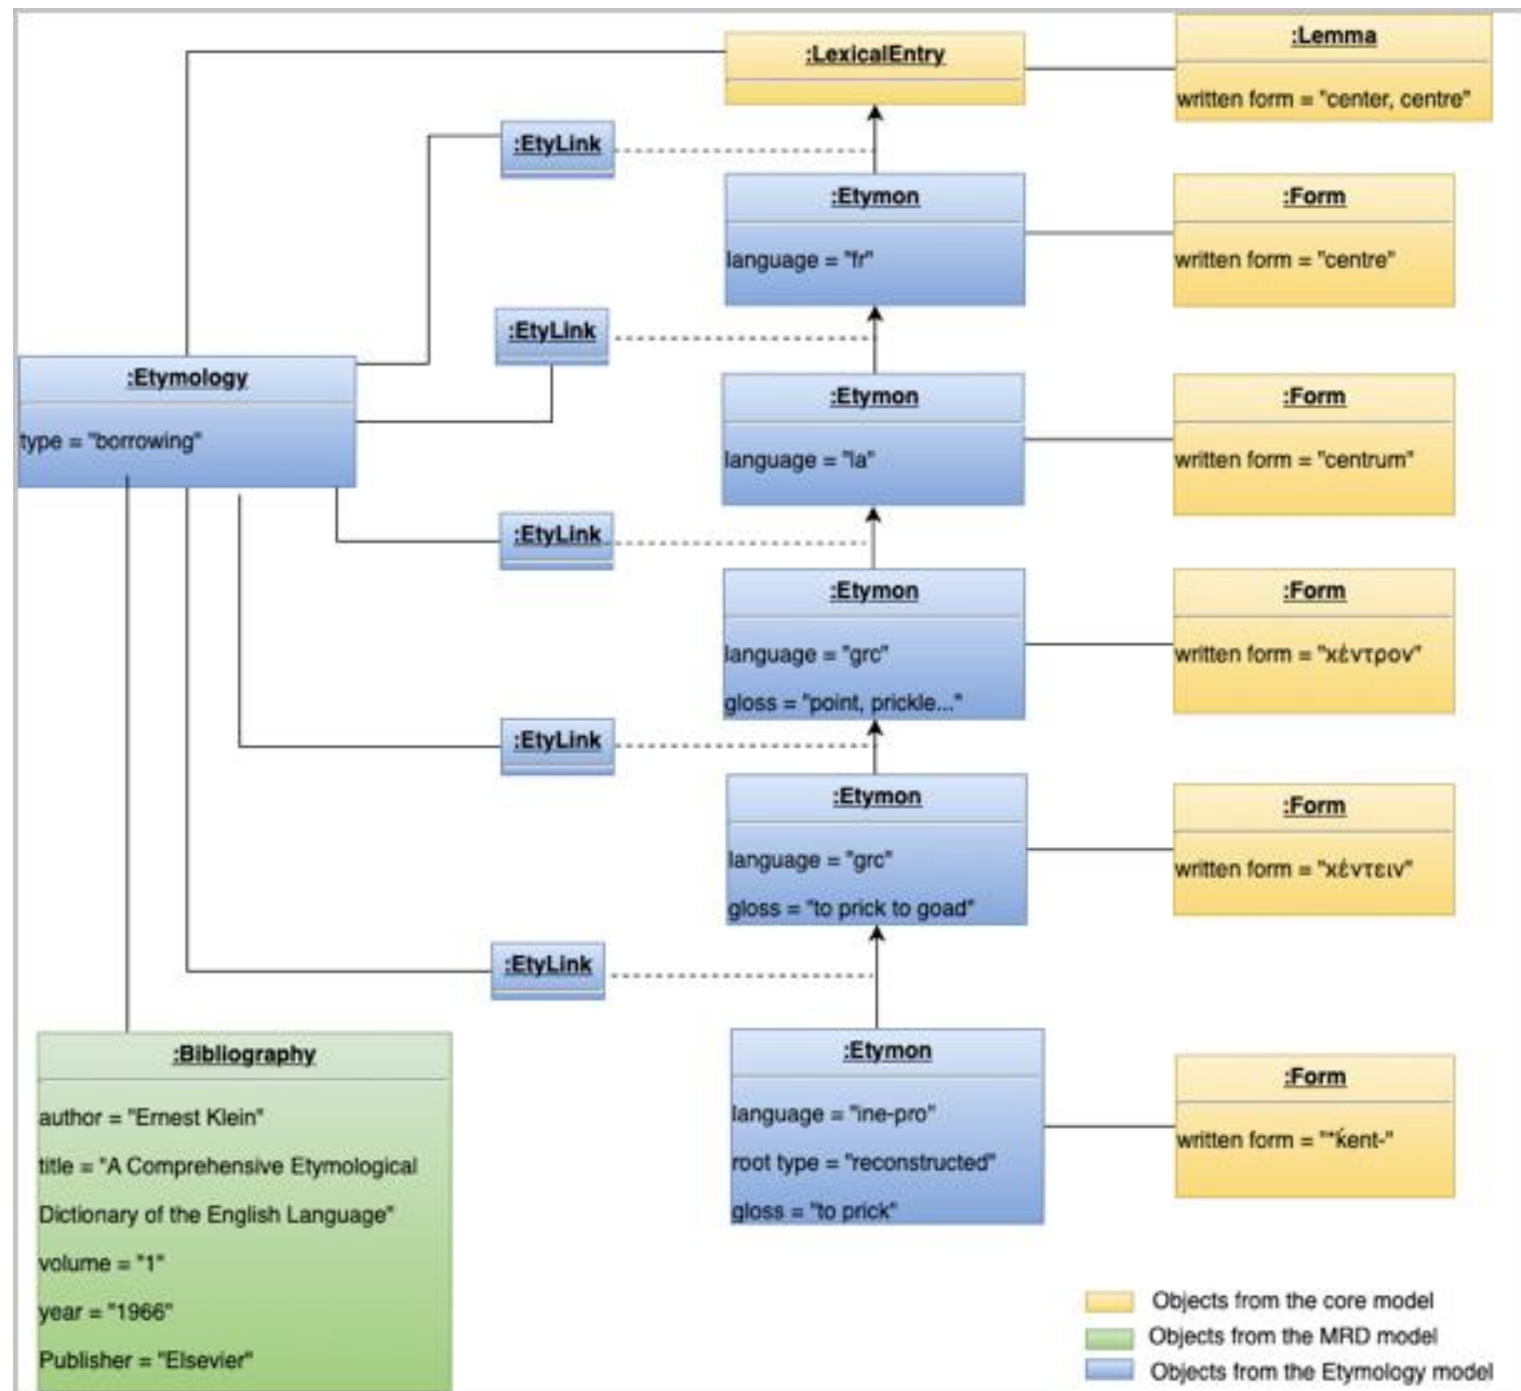 :LexicalEntry
:Lemma
written form = "center, centre"
:EtyLink
:Etymon
language = "fr"
:Form
written form = "centre"
:EtyLink
:Etymology
type = "borrowing"
:Etymon
language = "la"
:Form
written form = "centrum"
:EtyLink
:Etymon
language = "grc"
gloss = "point, prickle..."
:Form
written form = "κέντρον"
:EtyLink
:Etymon
language = "grc"
gloss = "to prick to goad"
:Form
written form = "κέντειν"
:EtyLink
:Etymon
language = "ine-pro"
root type = "reconstructed"
gloss = "to prick"
:Form
written form = "*ḱent-"
:Bibliography
author = "Ernest Klein"
title = "A Comprehensive Etymological
Dictionary of the English Language"
volume = "1"
year = "1966"
Publisher = "Elsevier"
Objects from the core model
Objects from the MRD model
Objects from the Etymology model